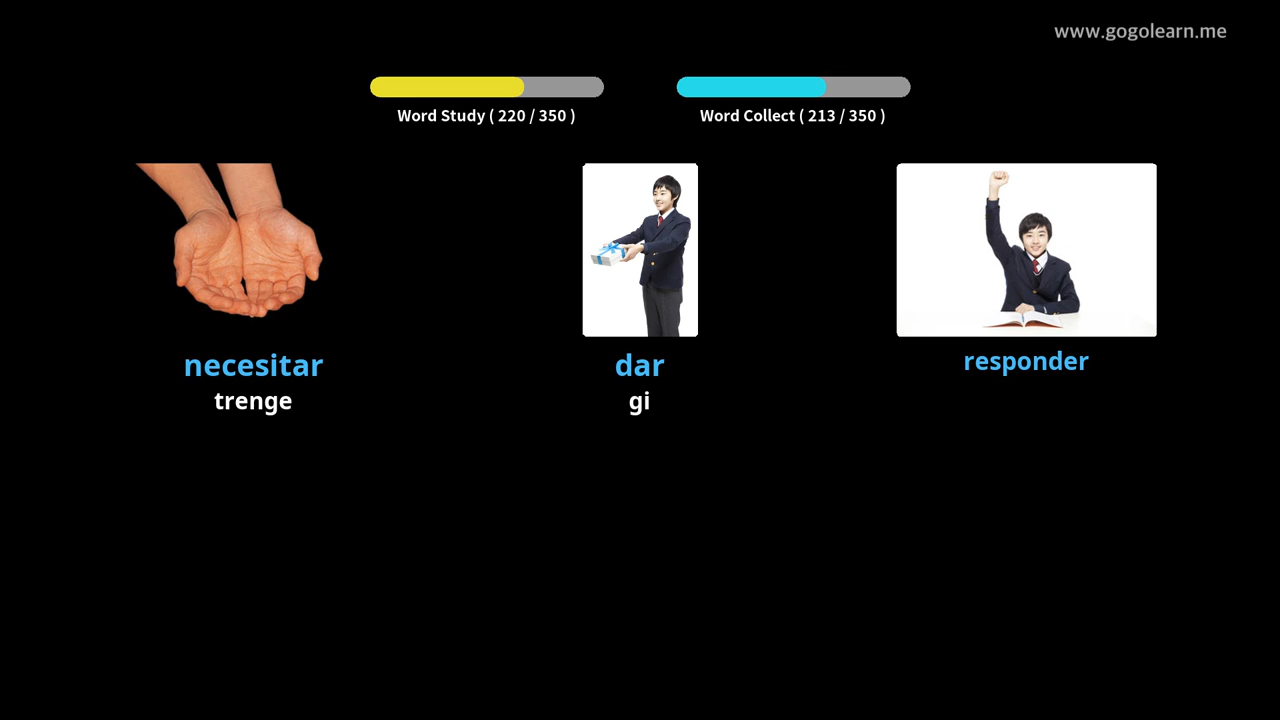 www.gogolearn.me
Word Study ( 220 / 350 )
Word Collect ( 213 / 350 )
necesitar
trenge
dar
gi
responder